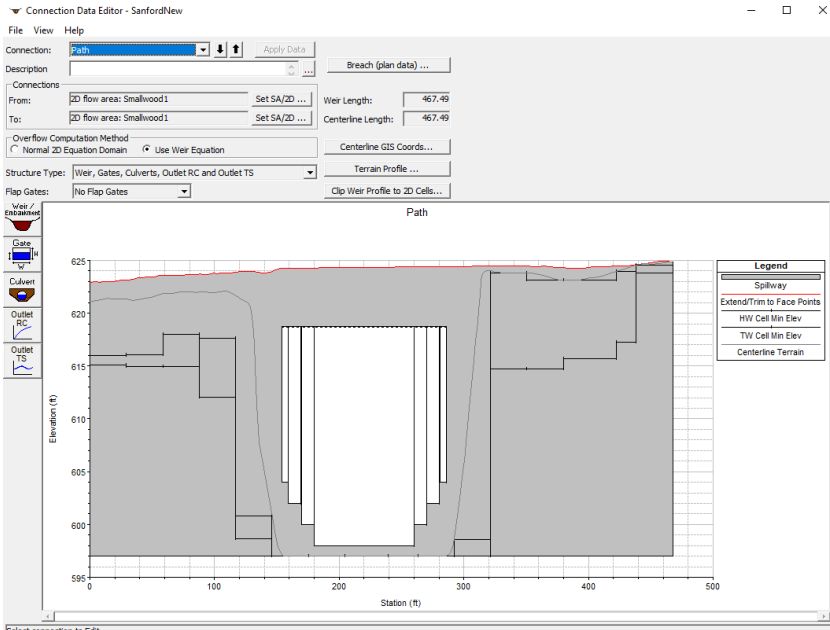 Connection Data Editor - SanfordNew
File View Help
Connection: Path Apply Data
Description ... Breach (plan data) ...
Connections
From: 2D flow area: Smallwood1 Set SA/2D ... Weir Length: 467.49
To: 2D flow area: Smallwood1 Set SA/2D ... Centerline Length: 467.49
Overflow Computation Method
Normal 2D Equation Domain Use Weir Equation Centerline GIS Coords...
Structure Type: Weir, Gates, Culverts, Outlet RC and Outlet TS Terrain Profile ...
Flap Gates: No Flap Gates Clip Weir Profile to 2D Cells...
Weir / Embankment
Gate
H
W
Culvert
Outlet RC
Outlet TS
Path
625
620
615
610
605
600
595
Elevation (ft)
0 100 200 300 400 500
Station (ft)
Legend
Spillway
Extend/Trim to Face Points
HW Cell Min Elev
TW Cell Min Elev
Centerline Terrain
Select connection to Edit